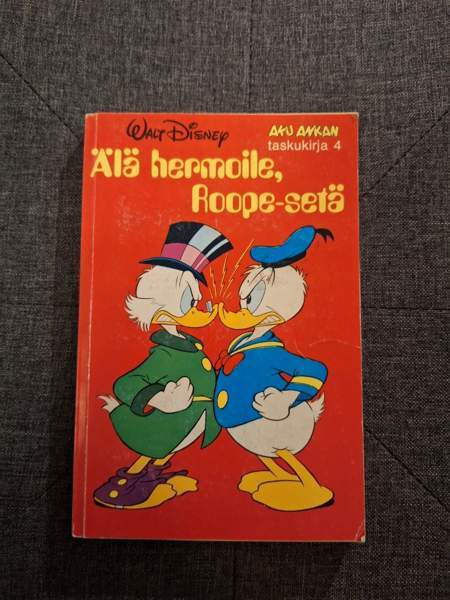 WALT DISNEY
AKU ANKAN
taskukirja 4
Älä hermoile,
Roope-setä